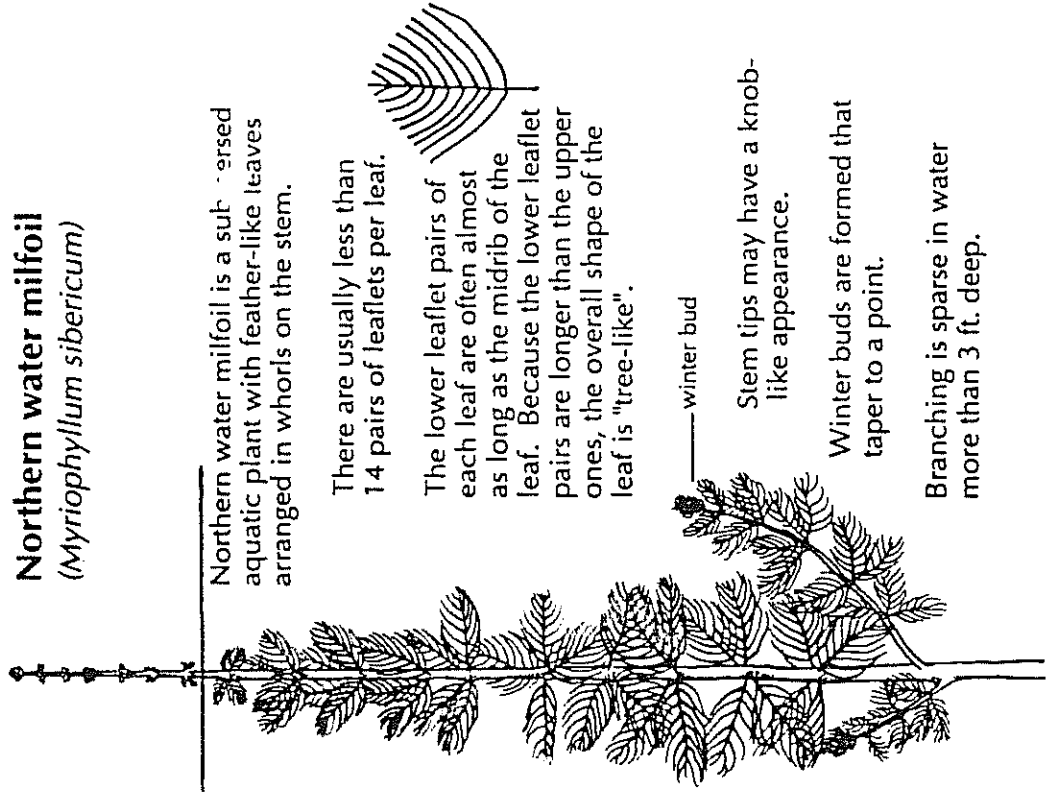 Northern water milfoil
(Myriophyllum sibericum)
Northern water milfoil is a
aquatic plant with feather-like leaves
arranged in whorls on the stem.
There are usually less than
14 pairs of leaflets per leaf.
The lower leaflet pairs of
each leaf are often almost
as long as the midrib of the
leaf. Because the lower leaflet
pairs are longer than the upper
ones, the overall shape of the
leaf is "tree-like".
winter bud
Stem tips may have a knob-
like appearance.
Winter buds are formed that
taper to a point.
Branching is sparse in water
more than 3 ft. deep.